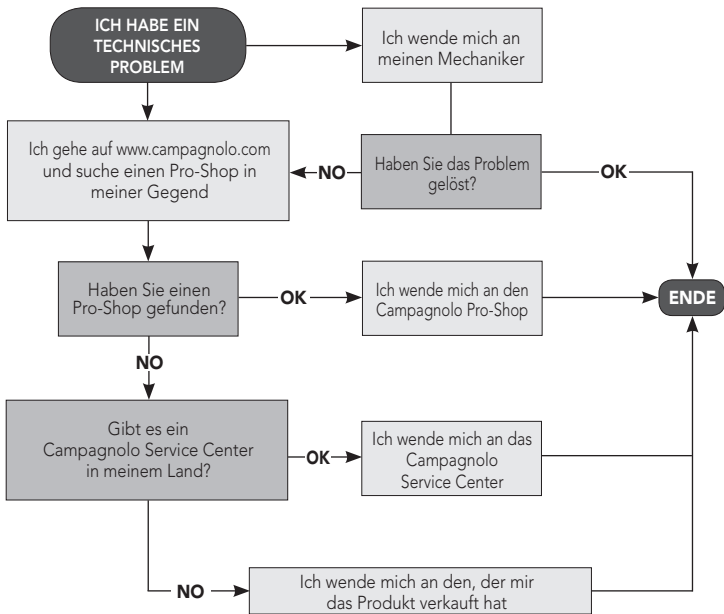 ICH HABE EIN
TECHNISCHES
PROBLEM
Ich wende mich an
meinen Mechaniker
Ich gehe auf www.campagnolo.com
und suche einen Pro-Shop in
meiner Gegend
NO
Haben Sie das Problem
gelöst?
OK
Haben Sie einen
Pro-Shop gefunden?
OK
Ich wende mich an den
Campagnolo Pro-Shop
ENDE
NO
Gibt es ein
Campagnolo Service Center
in meinem Land?
OK
Ich wende mich an das
Campagnolo
Service Center
NO
Ich wende mich an den, der mir
das Produkt verkauft hat